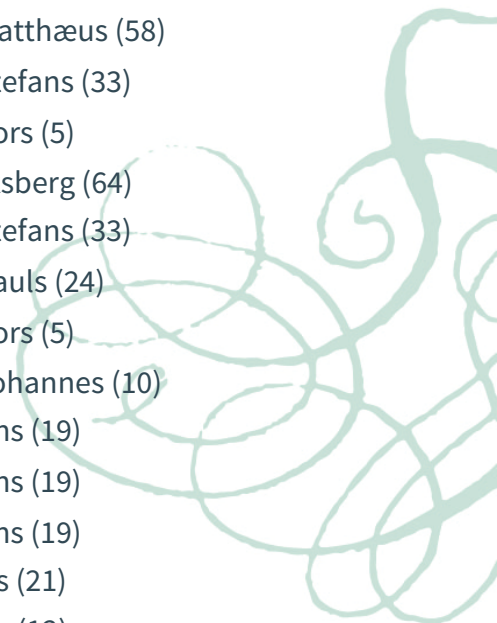 atthæus (58)
tefans (33)
ors (5)
sberg (64)
tefans (33)
auls (24)
ors (5)
ohannes (10)
ns (19)
ns (19)
ns (19)
s (21)